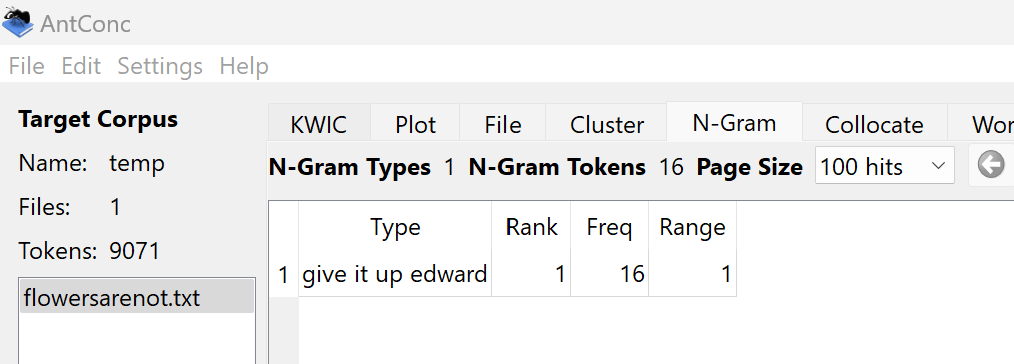 AntConc
File Edit Settings Help
Target Corpus
Name: temp
Files: 1
Tokens: 9071
flowersarenot.txt
KWIC Plot File Cluster N-Gram Collocate Wor
N-Gram Types 1 N-Gram Tokens 16 Page Size 100 hits
Type Rank Freq Range
1 give it up edward 1 16 1